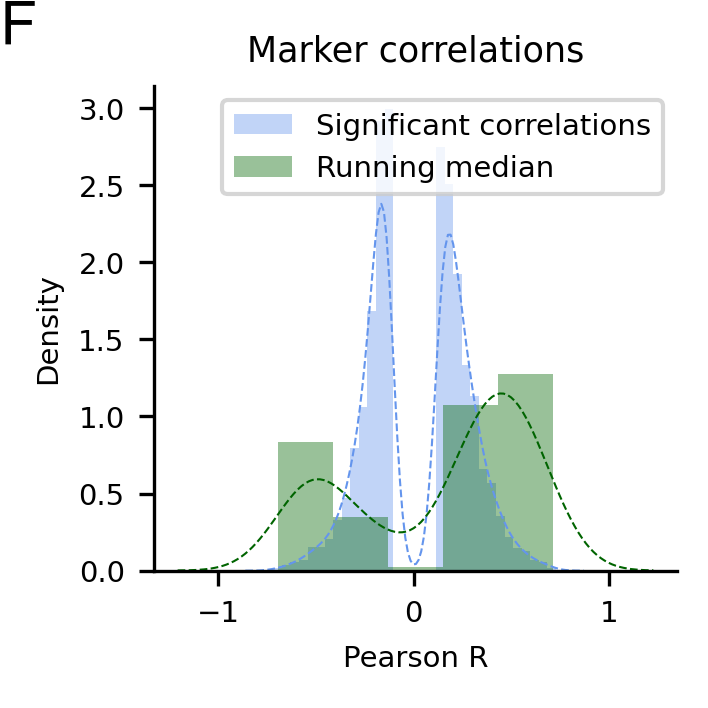 F
Marker correlations
Significant correlations
Running median
3.0
2.5
2.0
1.5
1.0
0.5
0.0
Density
−1 0 1
Pearson R